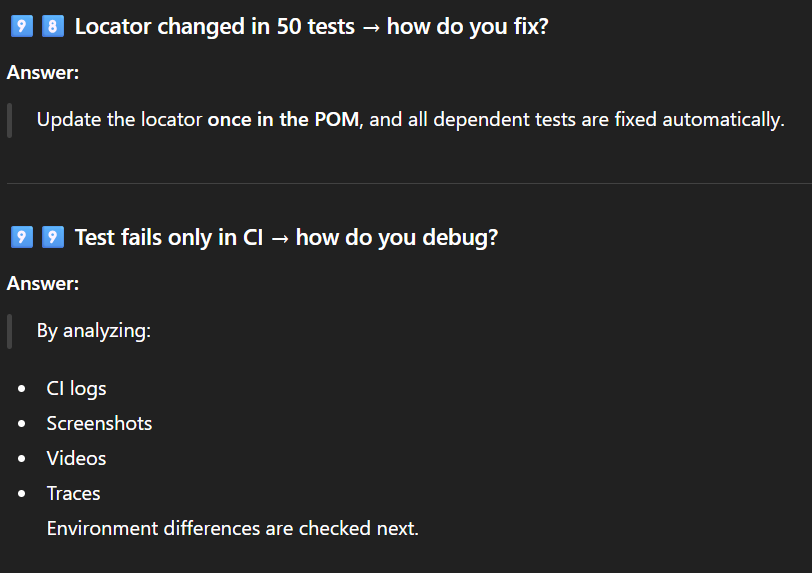 9️⃣ 8️⃣ Locator changed in 50 tests → how do you fix?
Answer:
Update the locator once in the POM, and all dependent tests are fixed automatically.
9️⃣ 9️⃣ Test fails only in CI → how do you debug?
Answer:
By analyzing:
• CI logs
• Screenshots
• Videos
• Traces
Environment differences are checked next.